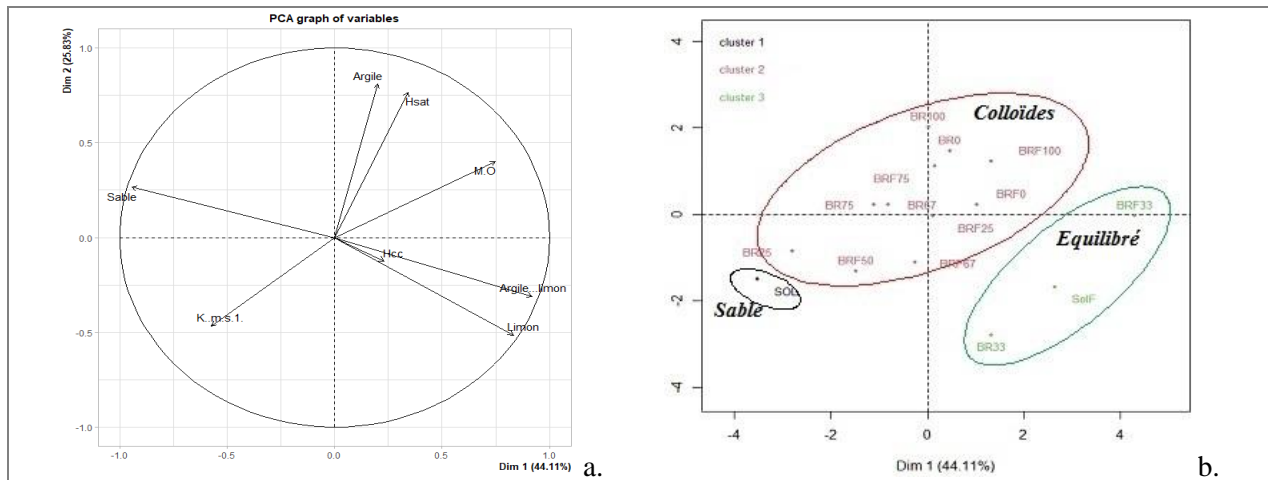 PCA graph of variables
Dim 2 (25.83%)
1.0
0.5
0.0
-0.5
-1.0
Argile
Hsat
M.O
Sable
Hcc
Argile...limon
Limon
K..m.s.1.
-1.0
-0.5
0.0
0.5
1.0
Dim 1 (44.11%)
a.
cluster 1
cluster 2
cluster 3
4
2
0
-2
-4
Colloïdes
BR100
BR0
BRF100
BRF75
BR75
BR67
BRF0
BRF33
BRF25
Equilibré
BR25
BRF50
BRF67
SOL
Sable
SolF
BR33
-4
-2
0
2
4
Dim 1 (44.11%)
b.